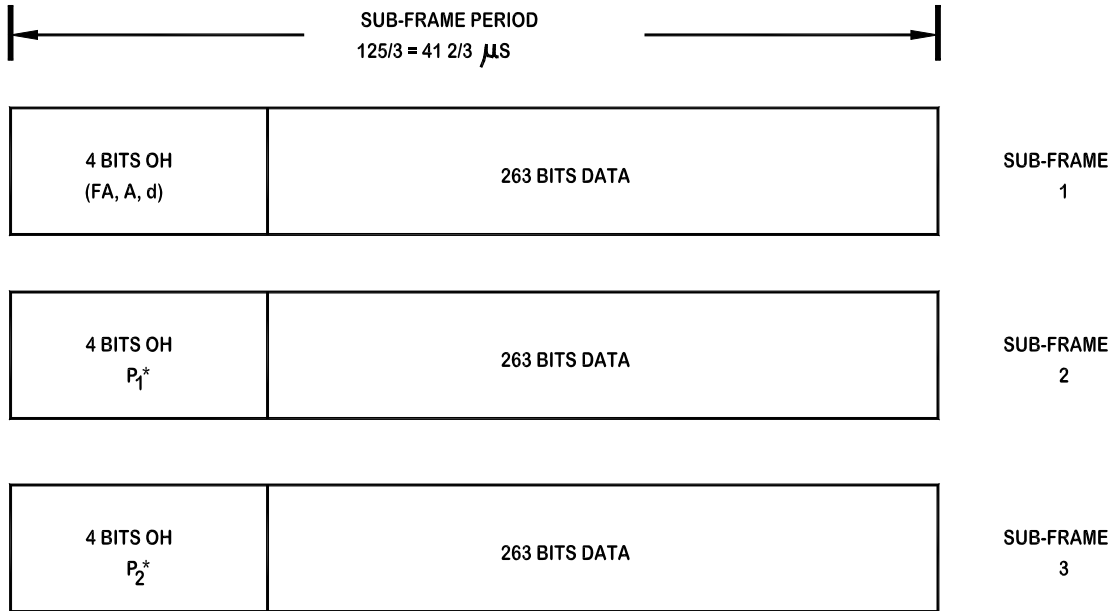 SUB-FRAME PERIOD
125/3 = 41 2/3 μS
4 BITS OH
(FA, A, d)
263 BITS DATA
SUB-FRAME
1
4 BITS OH
P1*
263 BITS DATA
SUB-FRAME
2
4 BITS OH
P2*
263 BITS DATA
SUB-FRAME
3